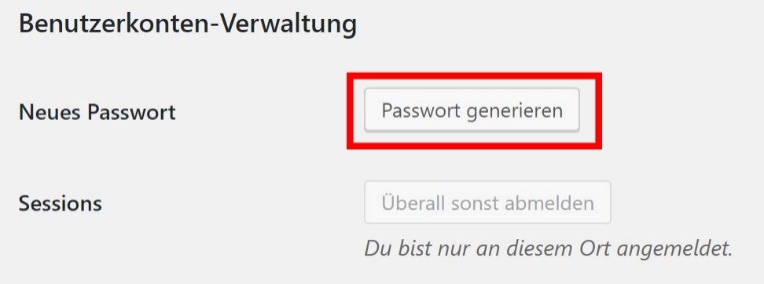 Benutzerkonten-Verwaltung
Neues Passwort Passwort generieren
Sessions Überall sonst abmelden
Du bist nur an diesem Ort angemeldet.